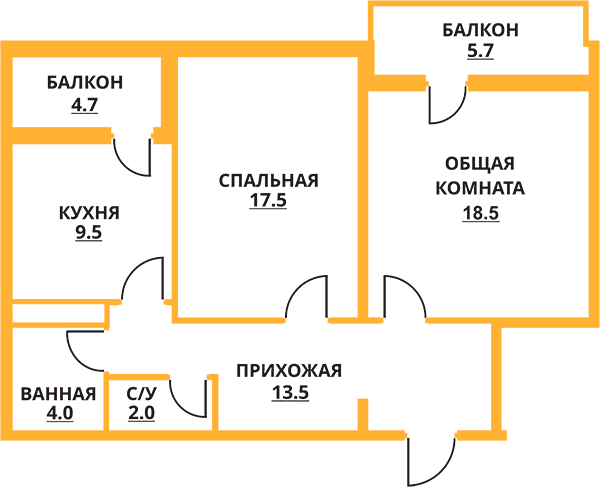 БАЛКОН
5.7
БАЛКОН
4.7
СПАЛЬНАЯ
17.5
ОБЩАЯ
КОМНАТА
18.5
КУХНЯ
9.5
ПРИХОЖАЯ
13.5
ВАННАЯ
4.0
С/У
2.0